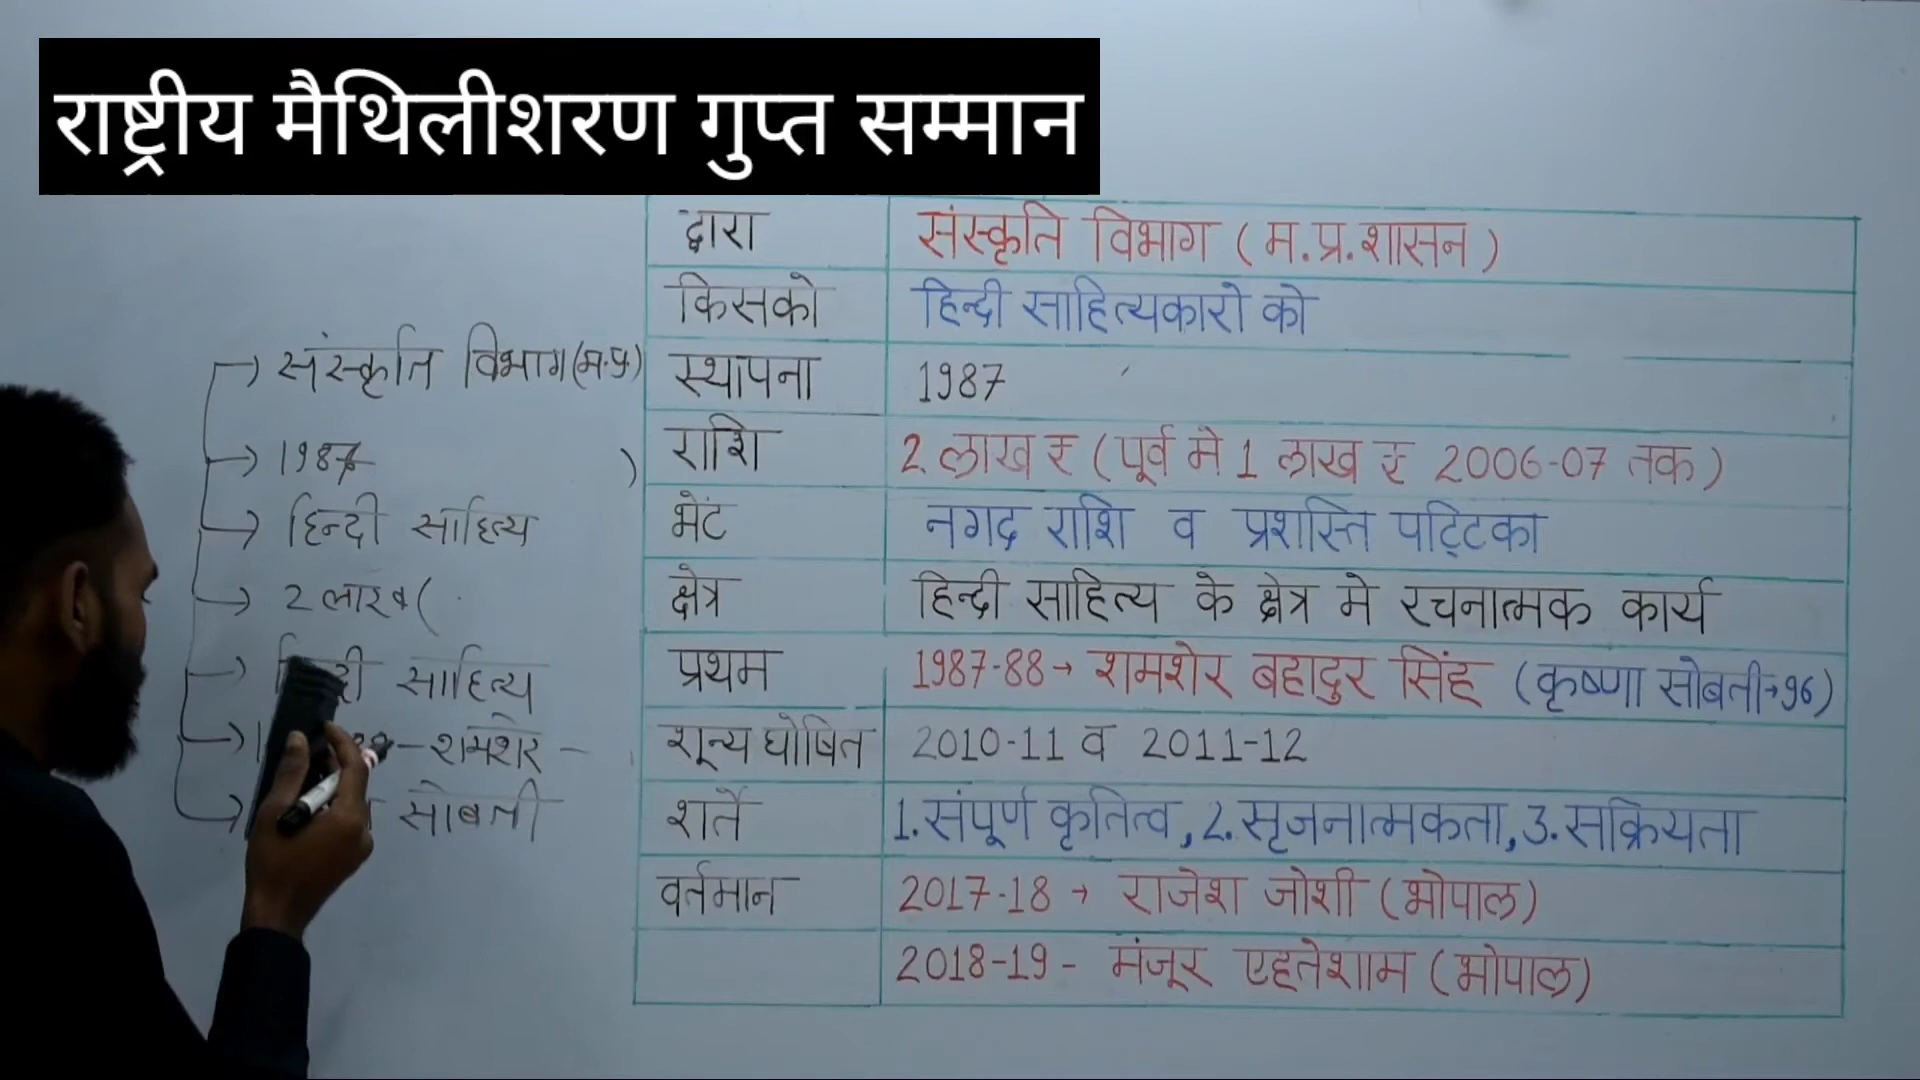 राष्ट्रीय मैथिलीशरण गुप्त सम्मान
द्वारा संस्कृति विभाग (म.प्र.शासन)
किसको हिन्दी साहित्यकारो को
स्थापना 1987
राशि 2 लाख ₹ (पूर्व मे 1 लाख ₹ 2006-07 तक)
भेंट नगद राशि व प्रशस्ति पट्टिका
क्षेत्र हिन्दी साहित्य के क्षेत्र मे रचनात्मक कार्य
प्रथम 1987-88→ शमशेर बहादुर सिंह (कृष्णा सोबती→96)
शून्य घोषित 2010-11 व 2011-12
शर्ते 1.संपूर्ण कृतित्व,2.सृजनात्मकता,3.सक्रियता
वर्तमान 2017-18 → राजेश जोशी (भोपाल)
2018-19 - मंजूर एहतेशाम (भोपाल)
→ संस्कृति विभाग(म.प्र.)
→ 1987 )
→ हिन्दी साहित्य
→ 2 लाख (
→ साहित्य
→ -शमशेर -
→ सोबती